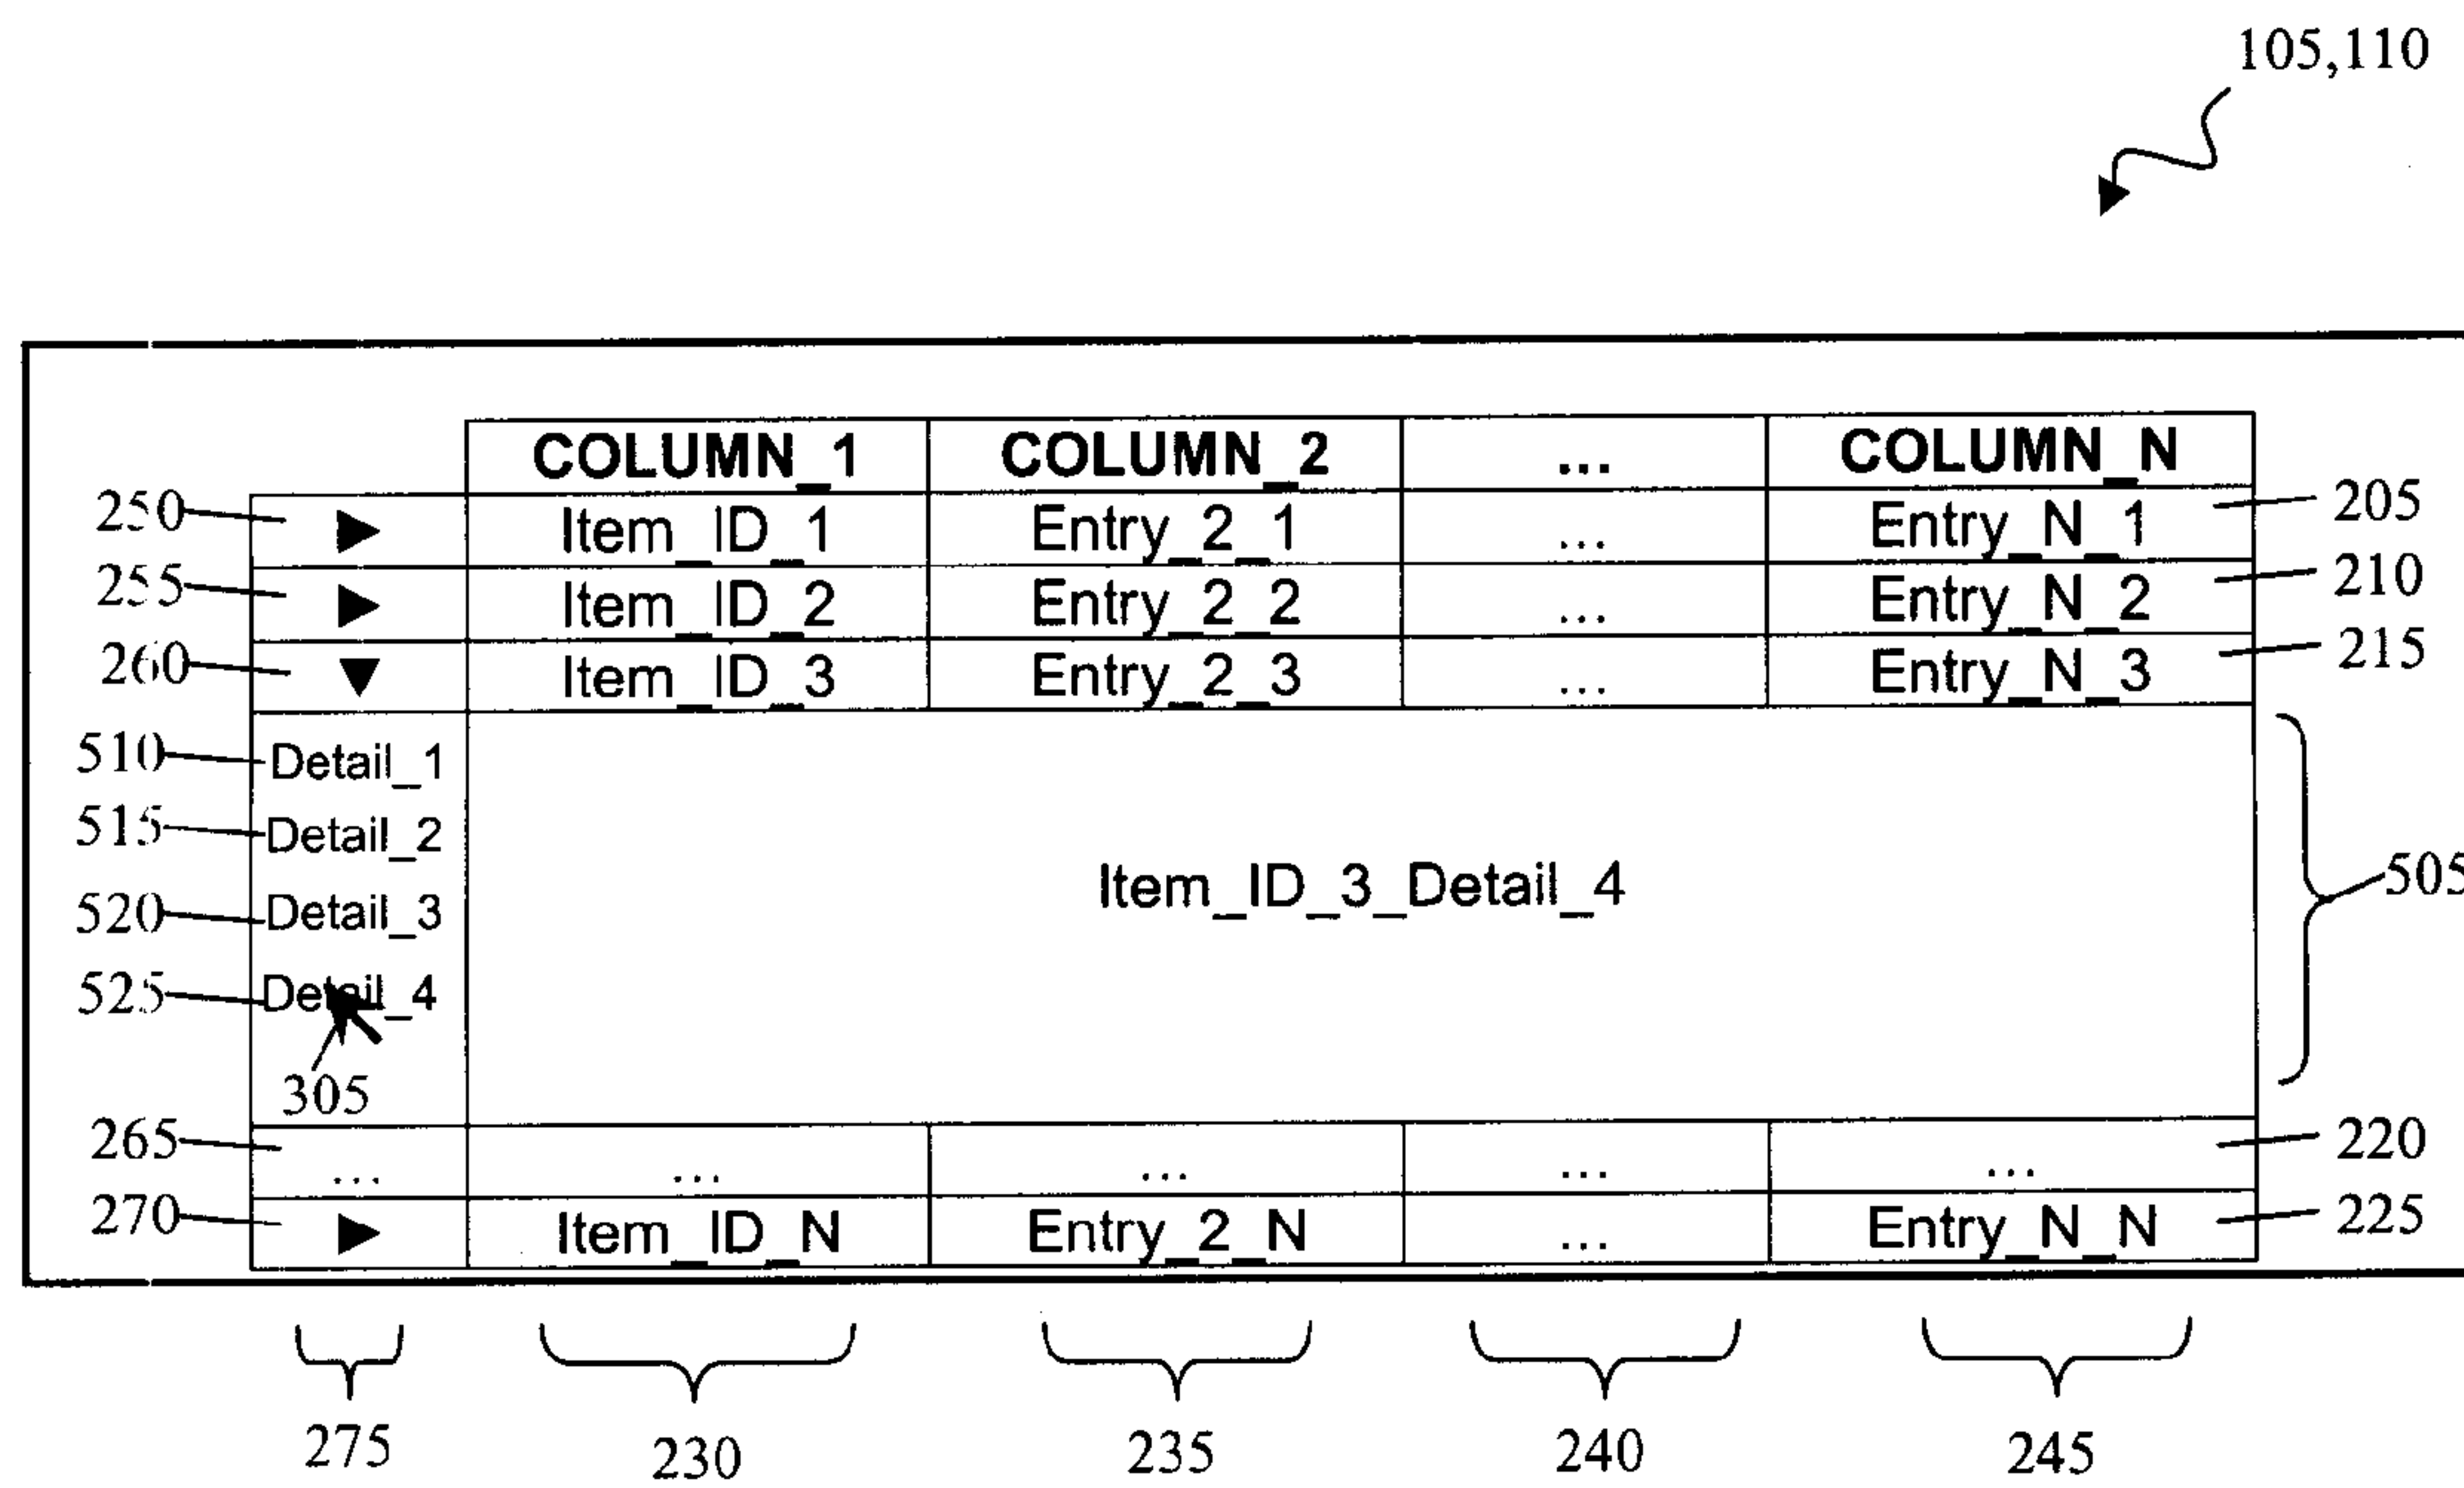 105,110
COLUMN_1 COLUMN_2 ... COLUMN_N
250 Item_ID_1 Entry_2_1 ... Entry_N_1 205
255 Item_ID_2 Entry_2_2 ... Entry_N_2 210
260 Item_ID_3 Entry_2_3 ... Entry_N_3 215
510 Detail_1
515 Detail_2
Item_ID_3_Detail_4 505
520 Detail_3
525 Detail_4
305
265 ... ... ... ... ... 220
270 Item_ID_N Entry_2_N ... Entry_N_N 225
275 230 235 240 245